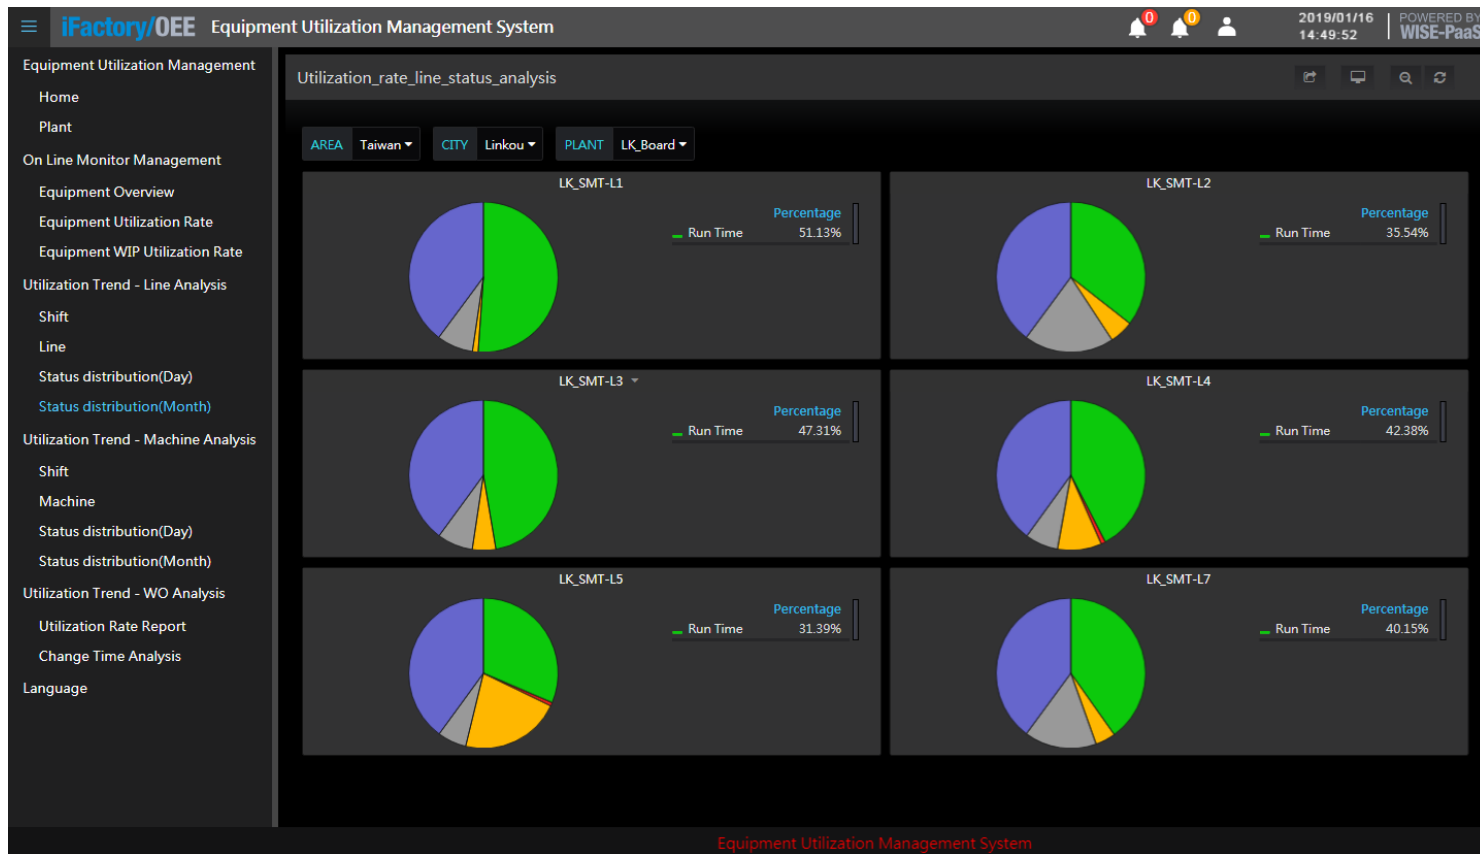 iFactory/OEE Equipment Utilization Management System 0 0 2019/01/16 POWERED BY
14:49:52 WISE-PaaS
Equipment Utilization Management
Home
Plant
On Line Monitor Management
Equipment Overview
Equipment Utilization Rate
Equipment WIP Utilization Rate
Utilization Trend - Line Analysis
Shift
Line
Status distribution(Day)
Status distribution(Month)
Utilization Trend - Machine Analysis
Shift
Machine
Status distribution(Day)
Status distribution(Month)
Utilization Trend - WO Analysis
Utilization Rate Report
Change Time Analysis
Language
Utilization_rate_line_status_analysis
AREA Taiwan CITY Linkou PLANT LK_Board
LK_SMT-L1
Percentage
Run Time 51.13%
LK_SMT-L2
Percentage
Run Time 35.54%
LK_SMT-L3
Percentage
Run Time 47.31%
LK_SMT-L4
Percentage
Run Time 42.38%
LK_SMT-L5
Percentage
Run Time 31.39%
LK_SMT-L7
Percentage
Run Time 40.15%
Equipment Utilization Management System